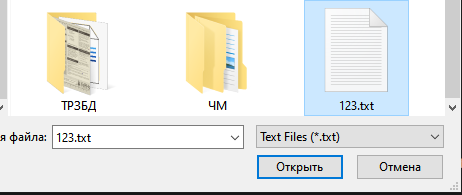 ТРЗБД ЧМ 123.txt
я файла: 123.txt Text Files (*.txt)
Открыть Отмена